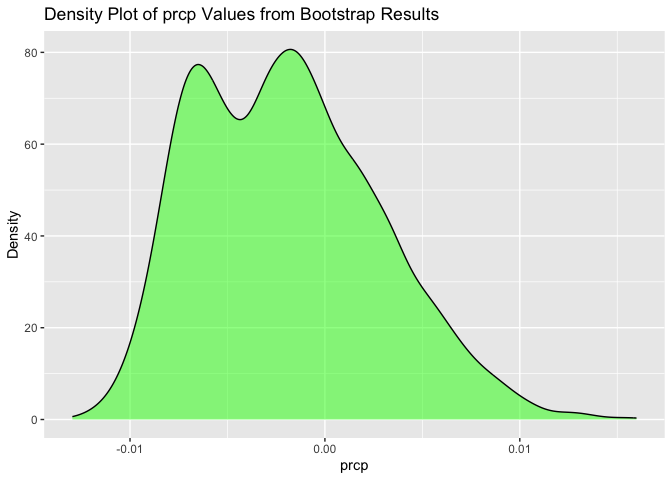 Density Plot of prcp Values from Bootstrap Results
80
60
40
20
0
Density
-0.01
0.00
0.01
prcp